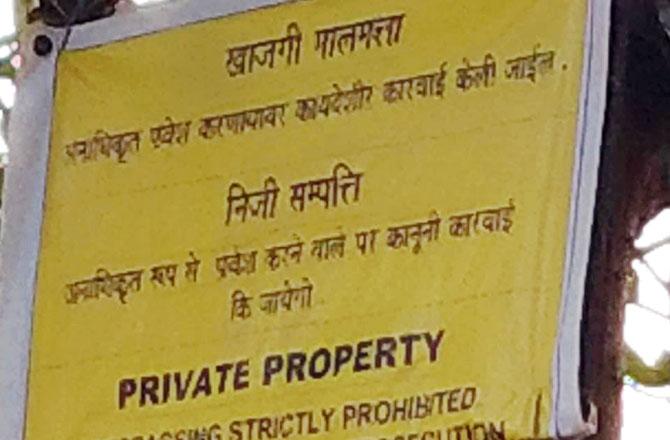 खाजगी मालमत्ता
अनाधिकृत प्रवेश करणाऱ्यावर कायदेशीर कारवाई केली जाईल .
निजी सम्पत्ति
अनाधिकृत रूप से प्रवेश करने वाले पर कानूनी कारवाई
कि जायेगी
PRIVATE PROPERTY
STRICTLY PROHIBITED